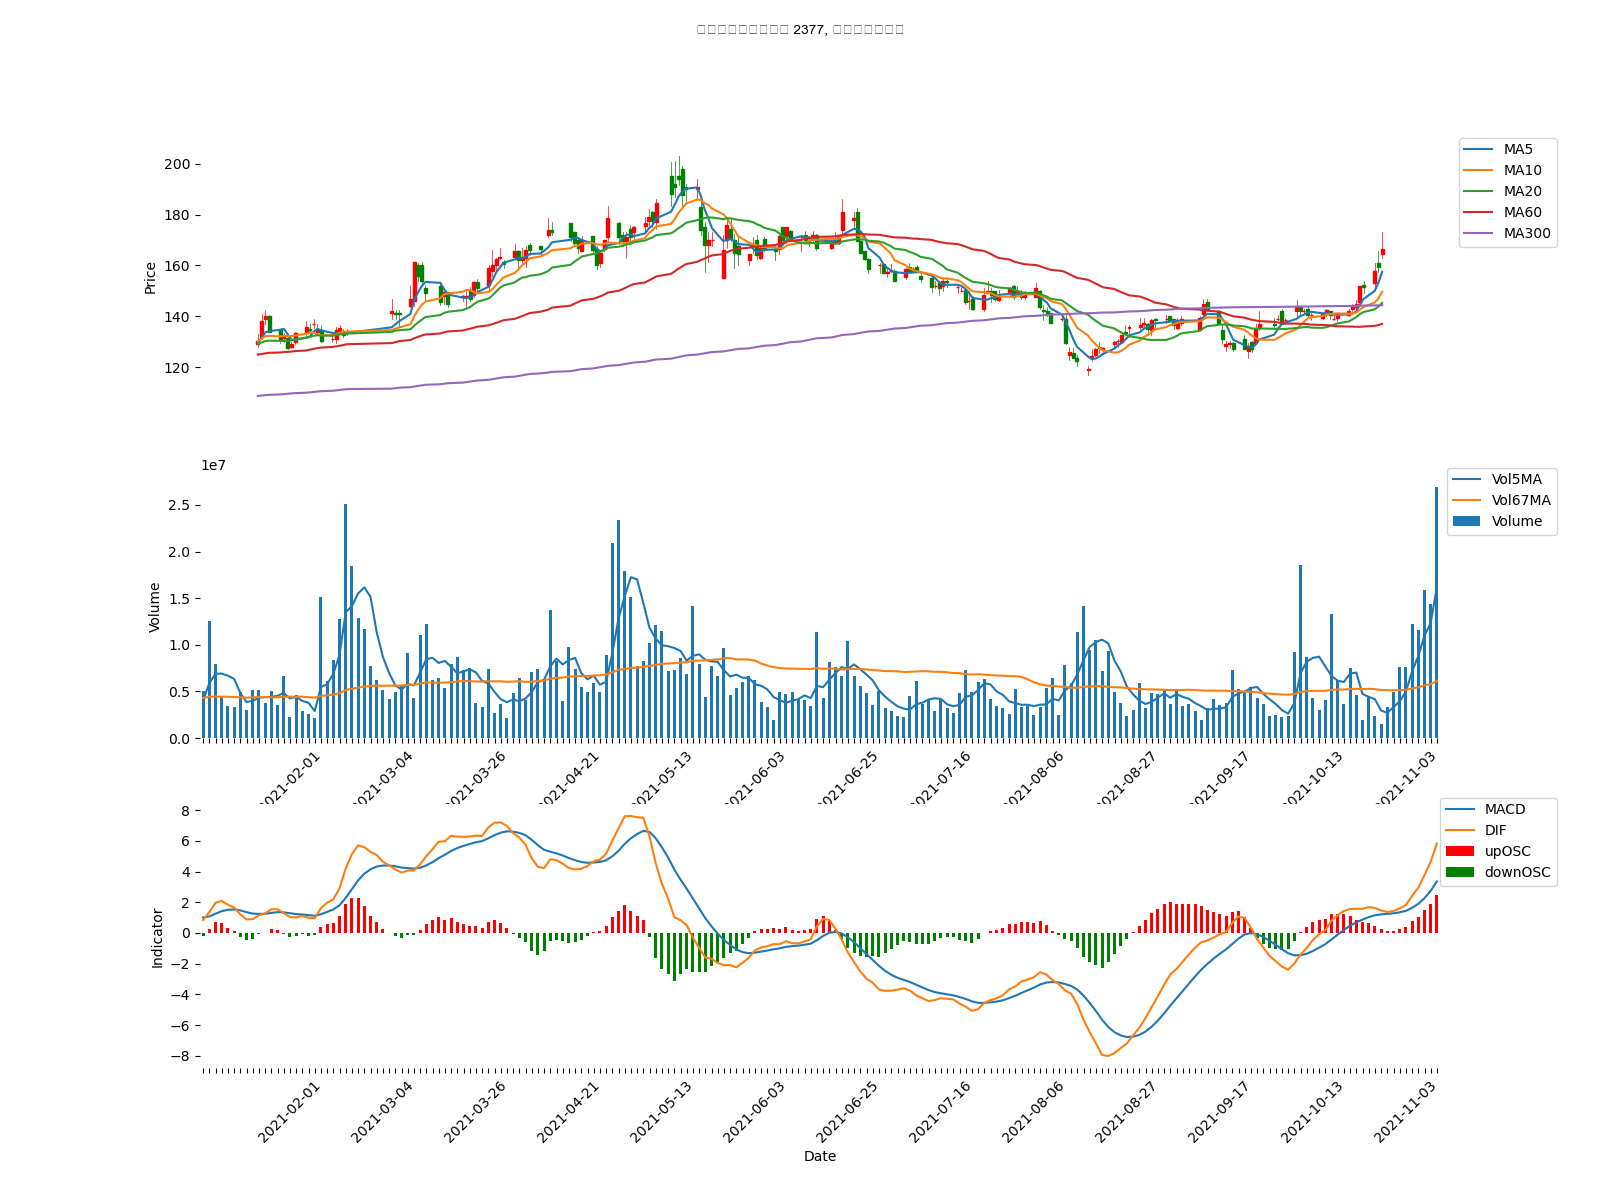 2377,
MA5
MA10
MA20
MA60
MA300
Price
200
180
160
140
120
1e7
Vol5MA
Vol67MA
Volume
Volume
2.5
2.0
1.5
1.0
0.5
0.0
2021-02-01 2021-03-04 2021-03-26 2021-04-21 2021-05-13 2021-06-03 2021-06-25 2021-07-16 2021-08-06 2021-08-27 2021-09-17 2021-10-13 2021-11-03
MACD
DIF
upOSC
downOSC
Indicator
8
6
4
2
0
−2
−4
−6
−8
2021-02-01 2021-03-04 2021-03-26 2021-04-21 2021-05-13 2021-06-03 2021-06-25 2021-07-16 2021-08-06 2021-08-27 2021-09-17 2021-10-13 2021-11-03
Date